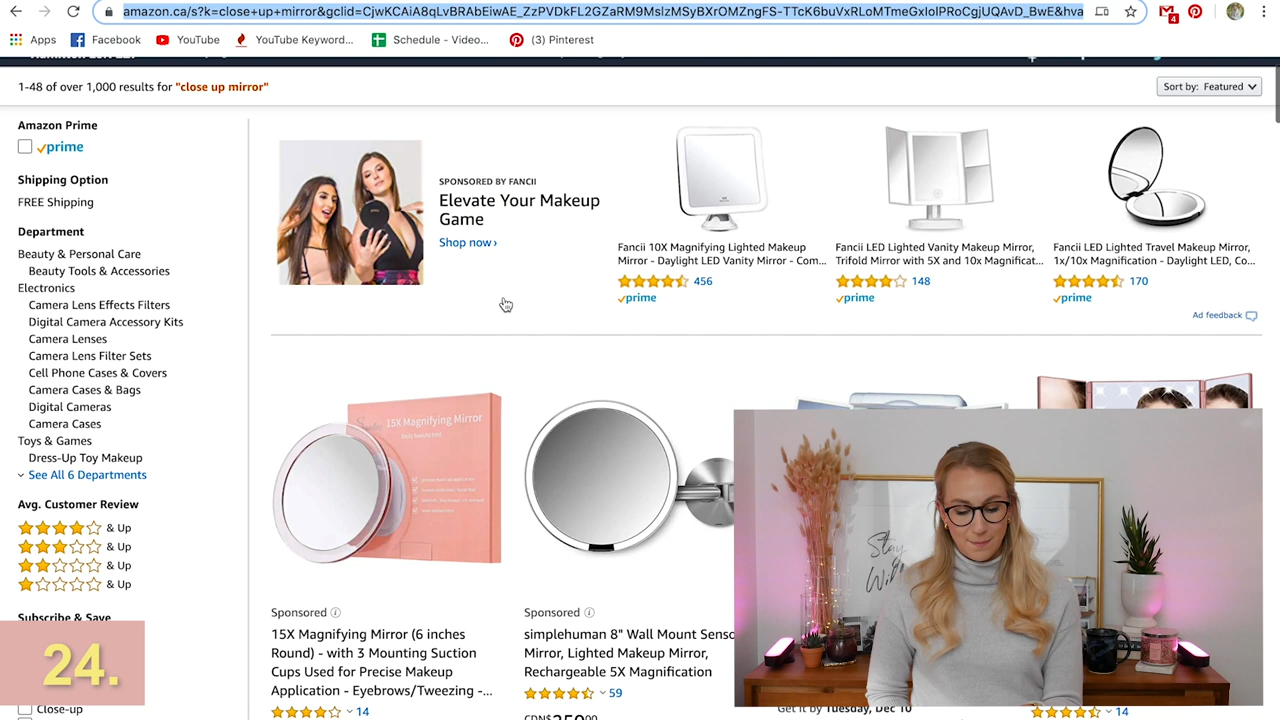 amazon.ca/s?k=close+up+mirror&gclid=CjwKCAiA8qLvBRAbEiwAE_ZzPVDkFL2GZaRM9MslzMSyBXrOMZngFS-TTcK6buVxRLoMTmeGxIoIPRoCgjUQAvD_BwE&hva
4
Apps
Facebook
YouTube
YouTube Keyword...
Schedule - Video...
(3) Pinterest
1-48 of over 1,000 results for "close up mirror"
Sort by: Featured
Amazon Prime
prime
Shipping Option
FREE Shipping
Department
Beauty & Personal Care
Beauty Tools & Accessories
Electronics
Camera Lens Effects Filters
Digital Camera Accessory Kits
Camera Lenses
Camera Lens Filter Sets
Cell Phone Cases & Covers
Camera Cases & Bags
Digital Cameras
Camera Cases
Toys & Games
Dress-Up Toy Makeup
See All 6 Departments
Avg. Customer Review
& Up
& Up
& Up
& Up
Subscribe & Save
24.
Close-up
SPONSORED BY FANCII
Elevate Your Makeup
Game
Shop now›
Fancii 10X Magnifying Lighted Makeup
Mirror - Daylight LED Vanity Mirror - Com...
456
prime
Fancii LED Lighted Vanity Makeup Mirror,
Trifold Mirror with 5X and 10x Magnificat...
148
prime
Fancii LED Lighted Travel Makeup Mirror,
1x/10x Magnification - Daylight LED, Co...
170
prime
Ad feedback
15X Magnifying Mirror
Sponsored
15X Magnifying Mirror (6 inches
Round) - with 3 Mounting Suction
Cups Used for Precise Makeup
Application - Eyebrows/Tweezing -...
14
Sponsored
simplehuman 8" Wall Mount Senso
Mirror, Lighted Makeup Mirror,
Rechargeable 5X Magnification
59
CDN$ 250
Stay
Get it by Tuesday, Dec 10
14